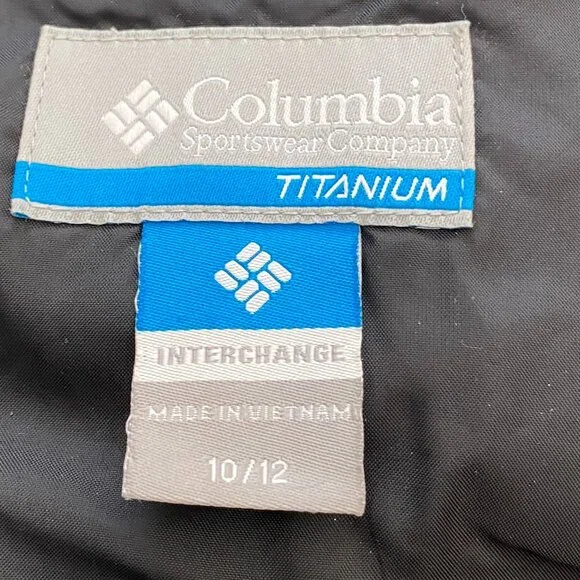 Columbia
Sportswear Company
TITANIUM
INTERCHANGE
MADE IN VIETNAM
10/12